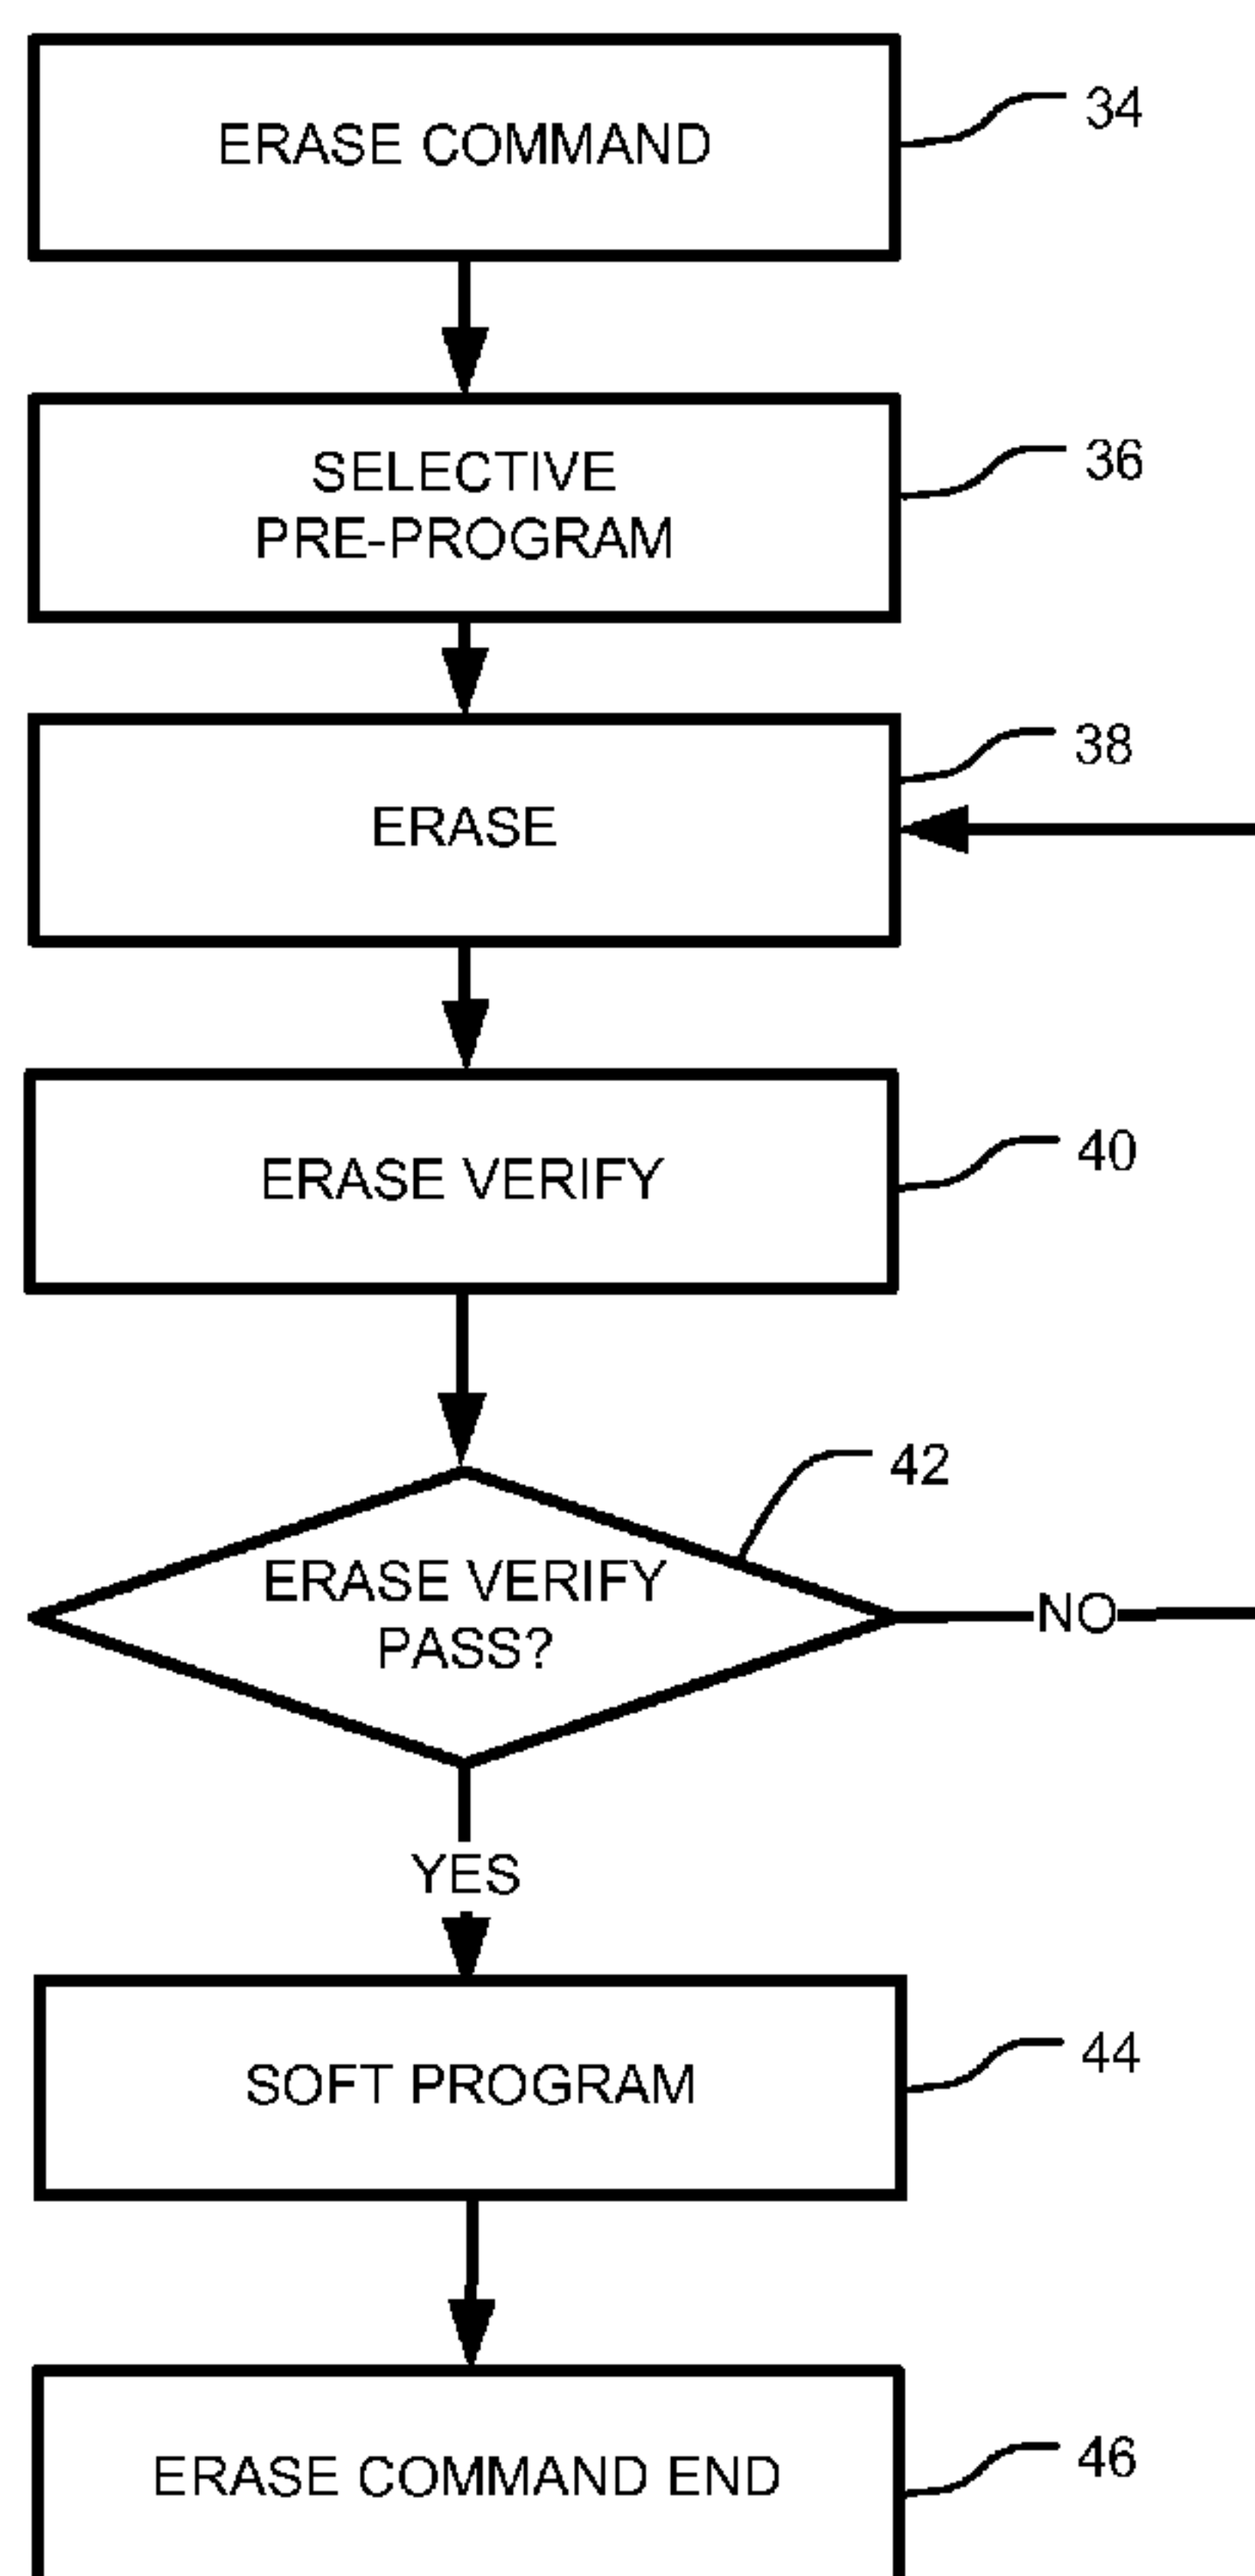 ERASE COMMAND
34
SELECTIVE
PRE-PROGRAM
36
38
ERASE
ERASE VERIFY
40
42
ERASE VERIFY
PASS?
NO
YES
SOFT PROGRAM
44
ERASE COMMAND END
46